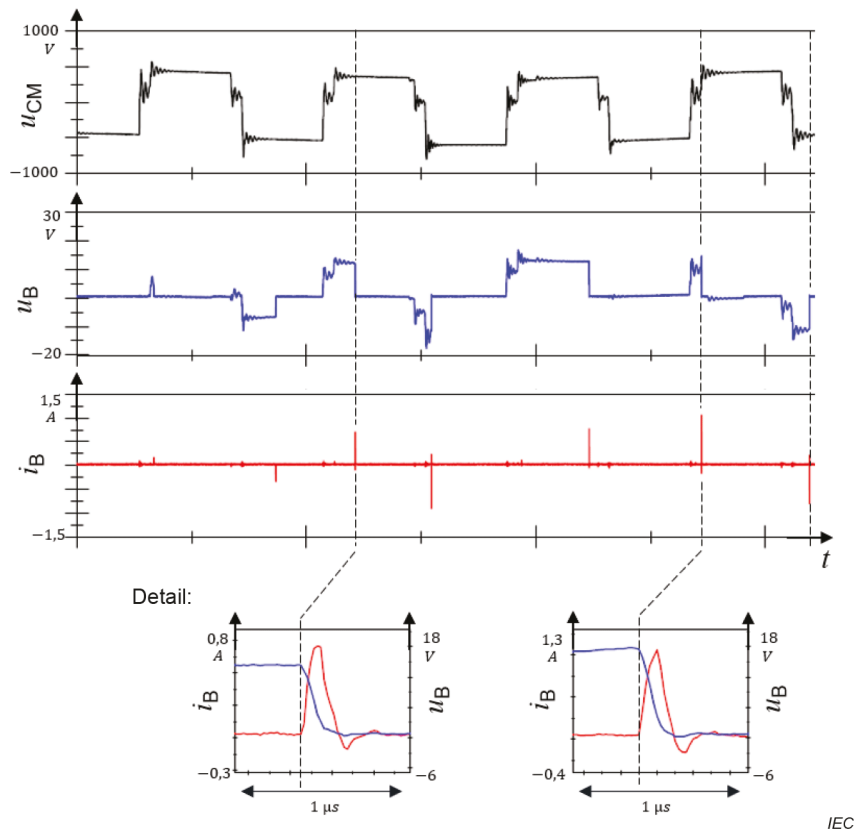 1000
V
u_CM
−1000
30
V
u_B
−20
1,5
A
i_B
−1,5
t
Detail:
0,8
A
i_B
−0,3
18
V
u_B
−6
1 μs
1,3
A
i_B
−0,4
18
V
u_B
−6
1 μs
IEC